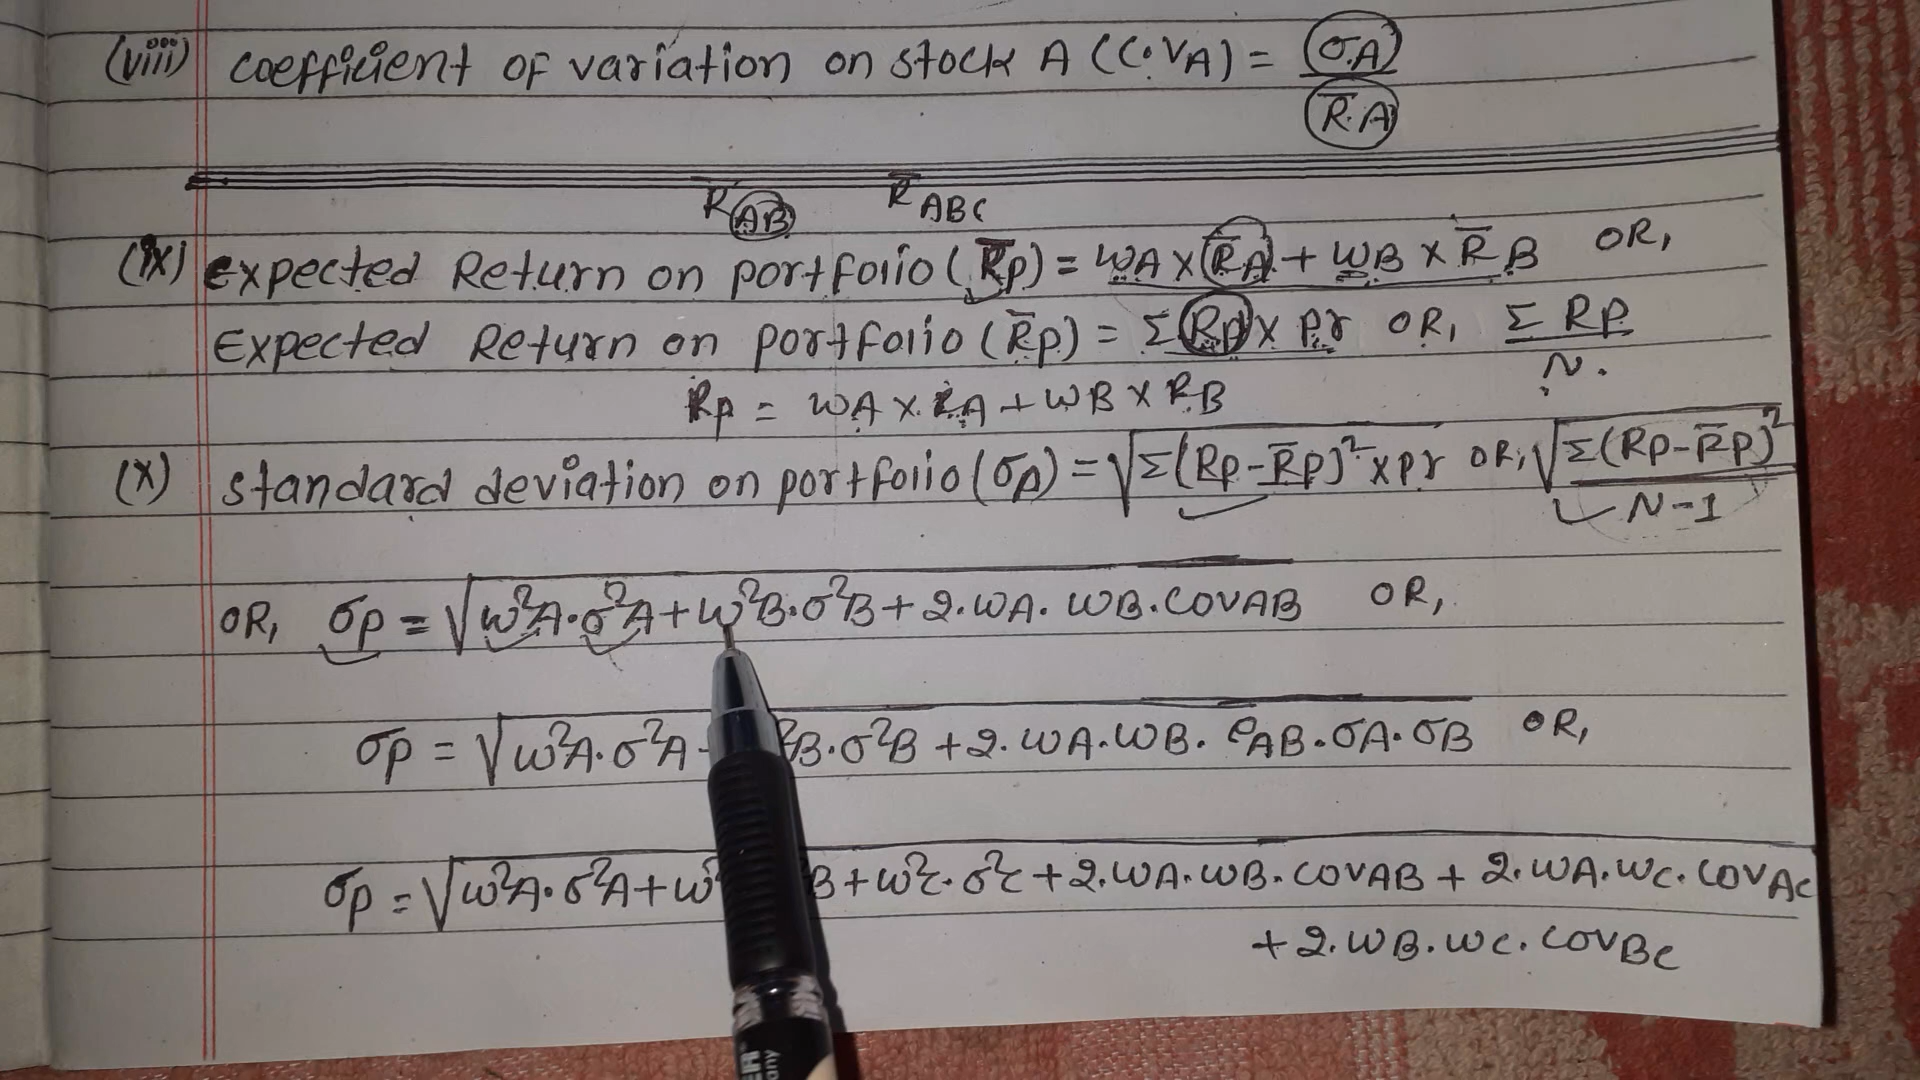 (viii) coefficient of variation on stock A (C.VA) = σ.A / R̅.A
R̅AB R̅ABC
(ix) Expected Return on portfolio (R̅p) = WA × R̅A + WB × R̅B OR,
Expected Return on portfolio (R̅p) = Σ Rp × Pr OR, Σ RP / N.
Rp = WA × RA + WB × RB
(x) standard deviation on portfolio (σA) = √Σ(Rp-R̅p)² × Pr OR, √Σ(Rp-R̅p)² / N-1
OR, σp = √W²A.σ²A + W²B.σ²B + 2.WA.WB.COVAB OR,
σp = √W²A.σ²A ²B.σ²B + 2.WA.WB.ρAB.σA.σB OR,
σp = √W²A.σ²A + W² B + W²C.σ²C + 2.WA.WB.COVAB + 2.WA.WC.COVAC
+ 2.WB.WC.COVBC